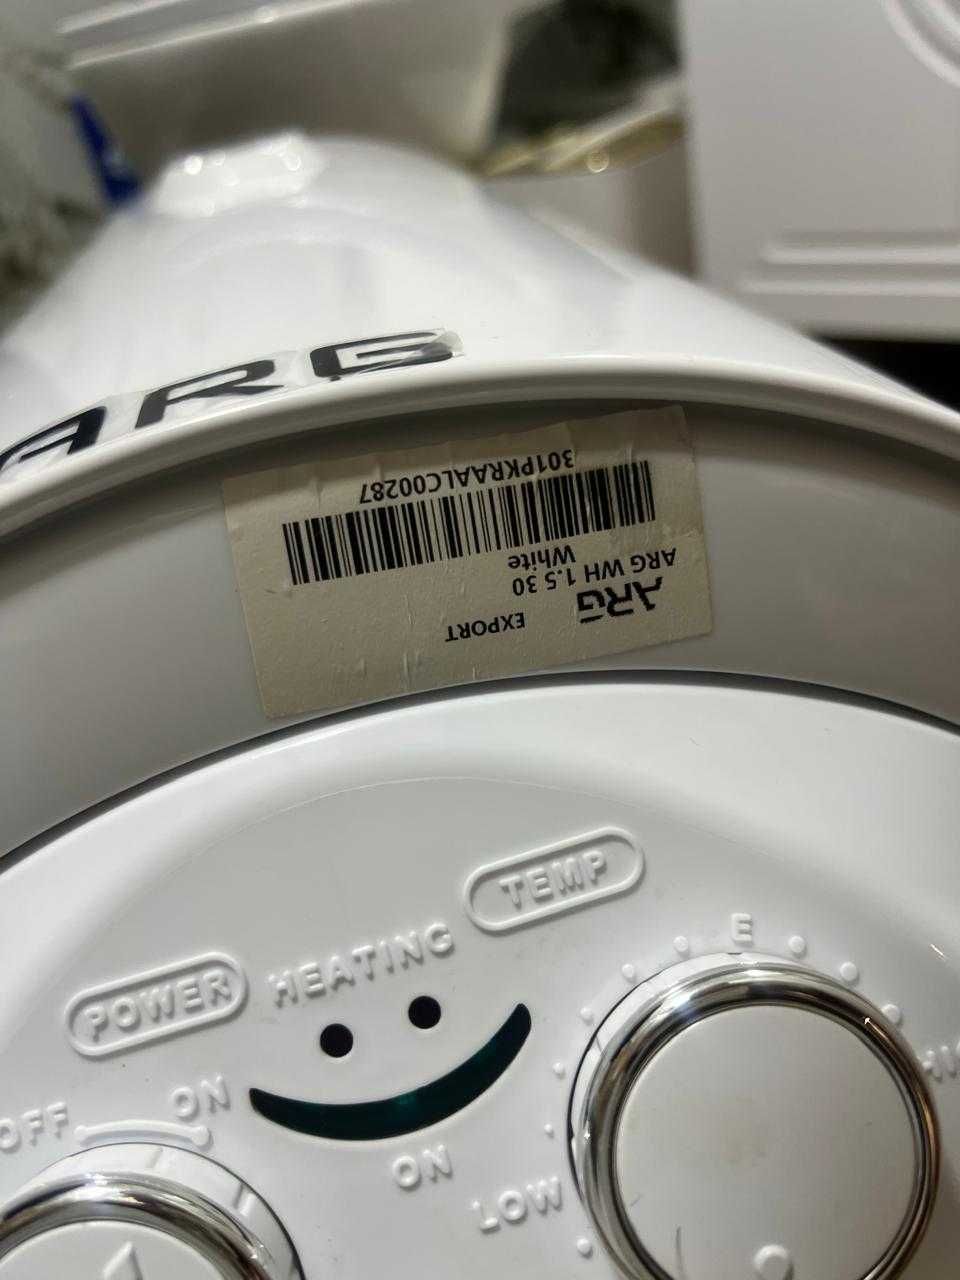 ARG
ARG
EXPORT
ARG WH 1.5 30
White
301PKRAALC00287
TEMP
HEATING
POWER
E
OFF
ON
ON
LOW